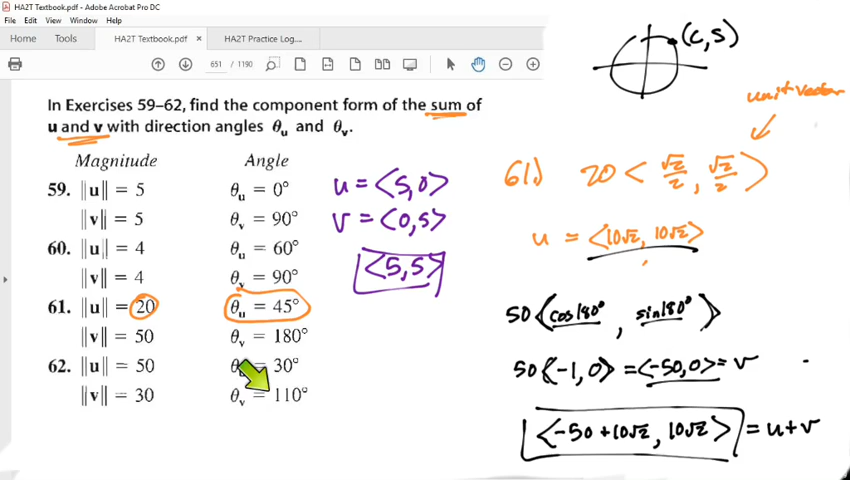 HA2T Textbook.pdf - Adobe Acrobat Pro DC
File Edit View Window Help
Home Tools HA2T Textbook.pdf × HA2T Practice Log....
651 / 1190
In Exercises 59–62, find the component form of the sum of
u and v with direction angles θu and θv.
Magnitude Angle
59. ||u|| = 5 θu = 0°
||v|| = 5 θv = 90°
60. ||u|| = 4 θu = 60°
||v|| = 4 θv = 90°
61. ||u|| = 20 θu = 45°
||v|| = 50 θv = 180°
62. ||u|| = 50 θu = 30°
||v|| = 30 θv = 110°
u = <5,0>
v = <0,5>
<5,5>
(c,s)
unit vector
61) 20 < √2/2, √2/2 >
u = <10√2, 10√2>
50 <cos180°, sin180°>
50 <-1, 0> = <-50,0> = v
<-50+10√2, 10√2> = u+v